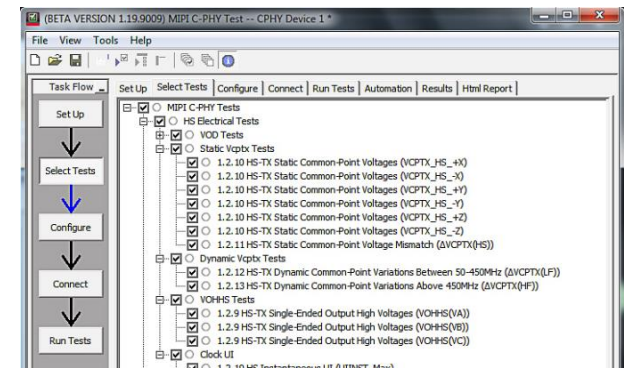 (BETA VERSION 1.19.9009) MIPI C-PHY Test -- CPHY Device 1 *
File View Tools Help
Task Flow
Set Up Select Tests Configure Connect Run Tests Automation Results Html Report
Set Up
Select Tests
Configure
Connect
Run Tests
MIPI C-PHY Tests
HS Electrical Tests
VOD Tests
Static Vcptx Tests
1.2.10 HS-TX Static Common-Point Voltages (VCPTX_HS_+X)
1.2.10 HS-TX Static Common-Point Voltages (VCPTX_HS_-X)
1.2.10 HS-TX Static Common-Point Voltages (VCPTX_HS_+Y)
1.2.10 HS-TX Static Common-Point Voltages (VCPTX_HS_-Y)
1.2.10 HS-TX Static Common-Point Voltages (VCPTX_HS_+Z)
1.2.10 HS-TX Static Common-Point Voltages (VCPTX_HS_-Z)
1.2.11 HS-TX Static Common-Point Voltage Mismatch (ΔVCPTX(HS))
Dynamic Vcptx Tests
1.2.12 HS-TX Dynamic Common-Point Variations Between 50-450MHz (ΔVCPTX(LF))
1.2.13 HS-TX Dynamic Common-Point Variations Above 450MHz (ΔVCPTX(HF))
VOHHS Tests
1.2.9 HS-TX Single-Ended Output High Voltages (VOHHS(VA))
1.2.9 HS-TX Single-Ended Output High Voltages (VOHHS(VB))
1.2.9 HS-TX Single-Ended Output High Voltages (VOHHS(VC))
Clock UI
1.2.19 HS Instantaneous UI (UIINST_Max)